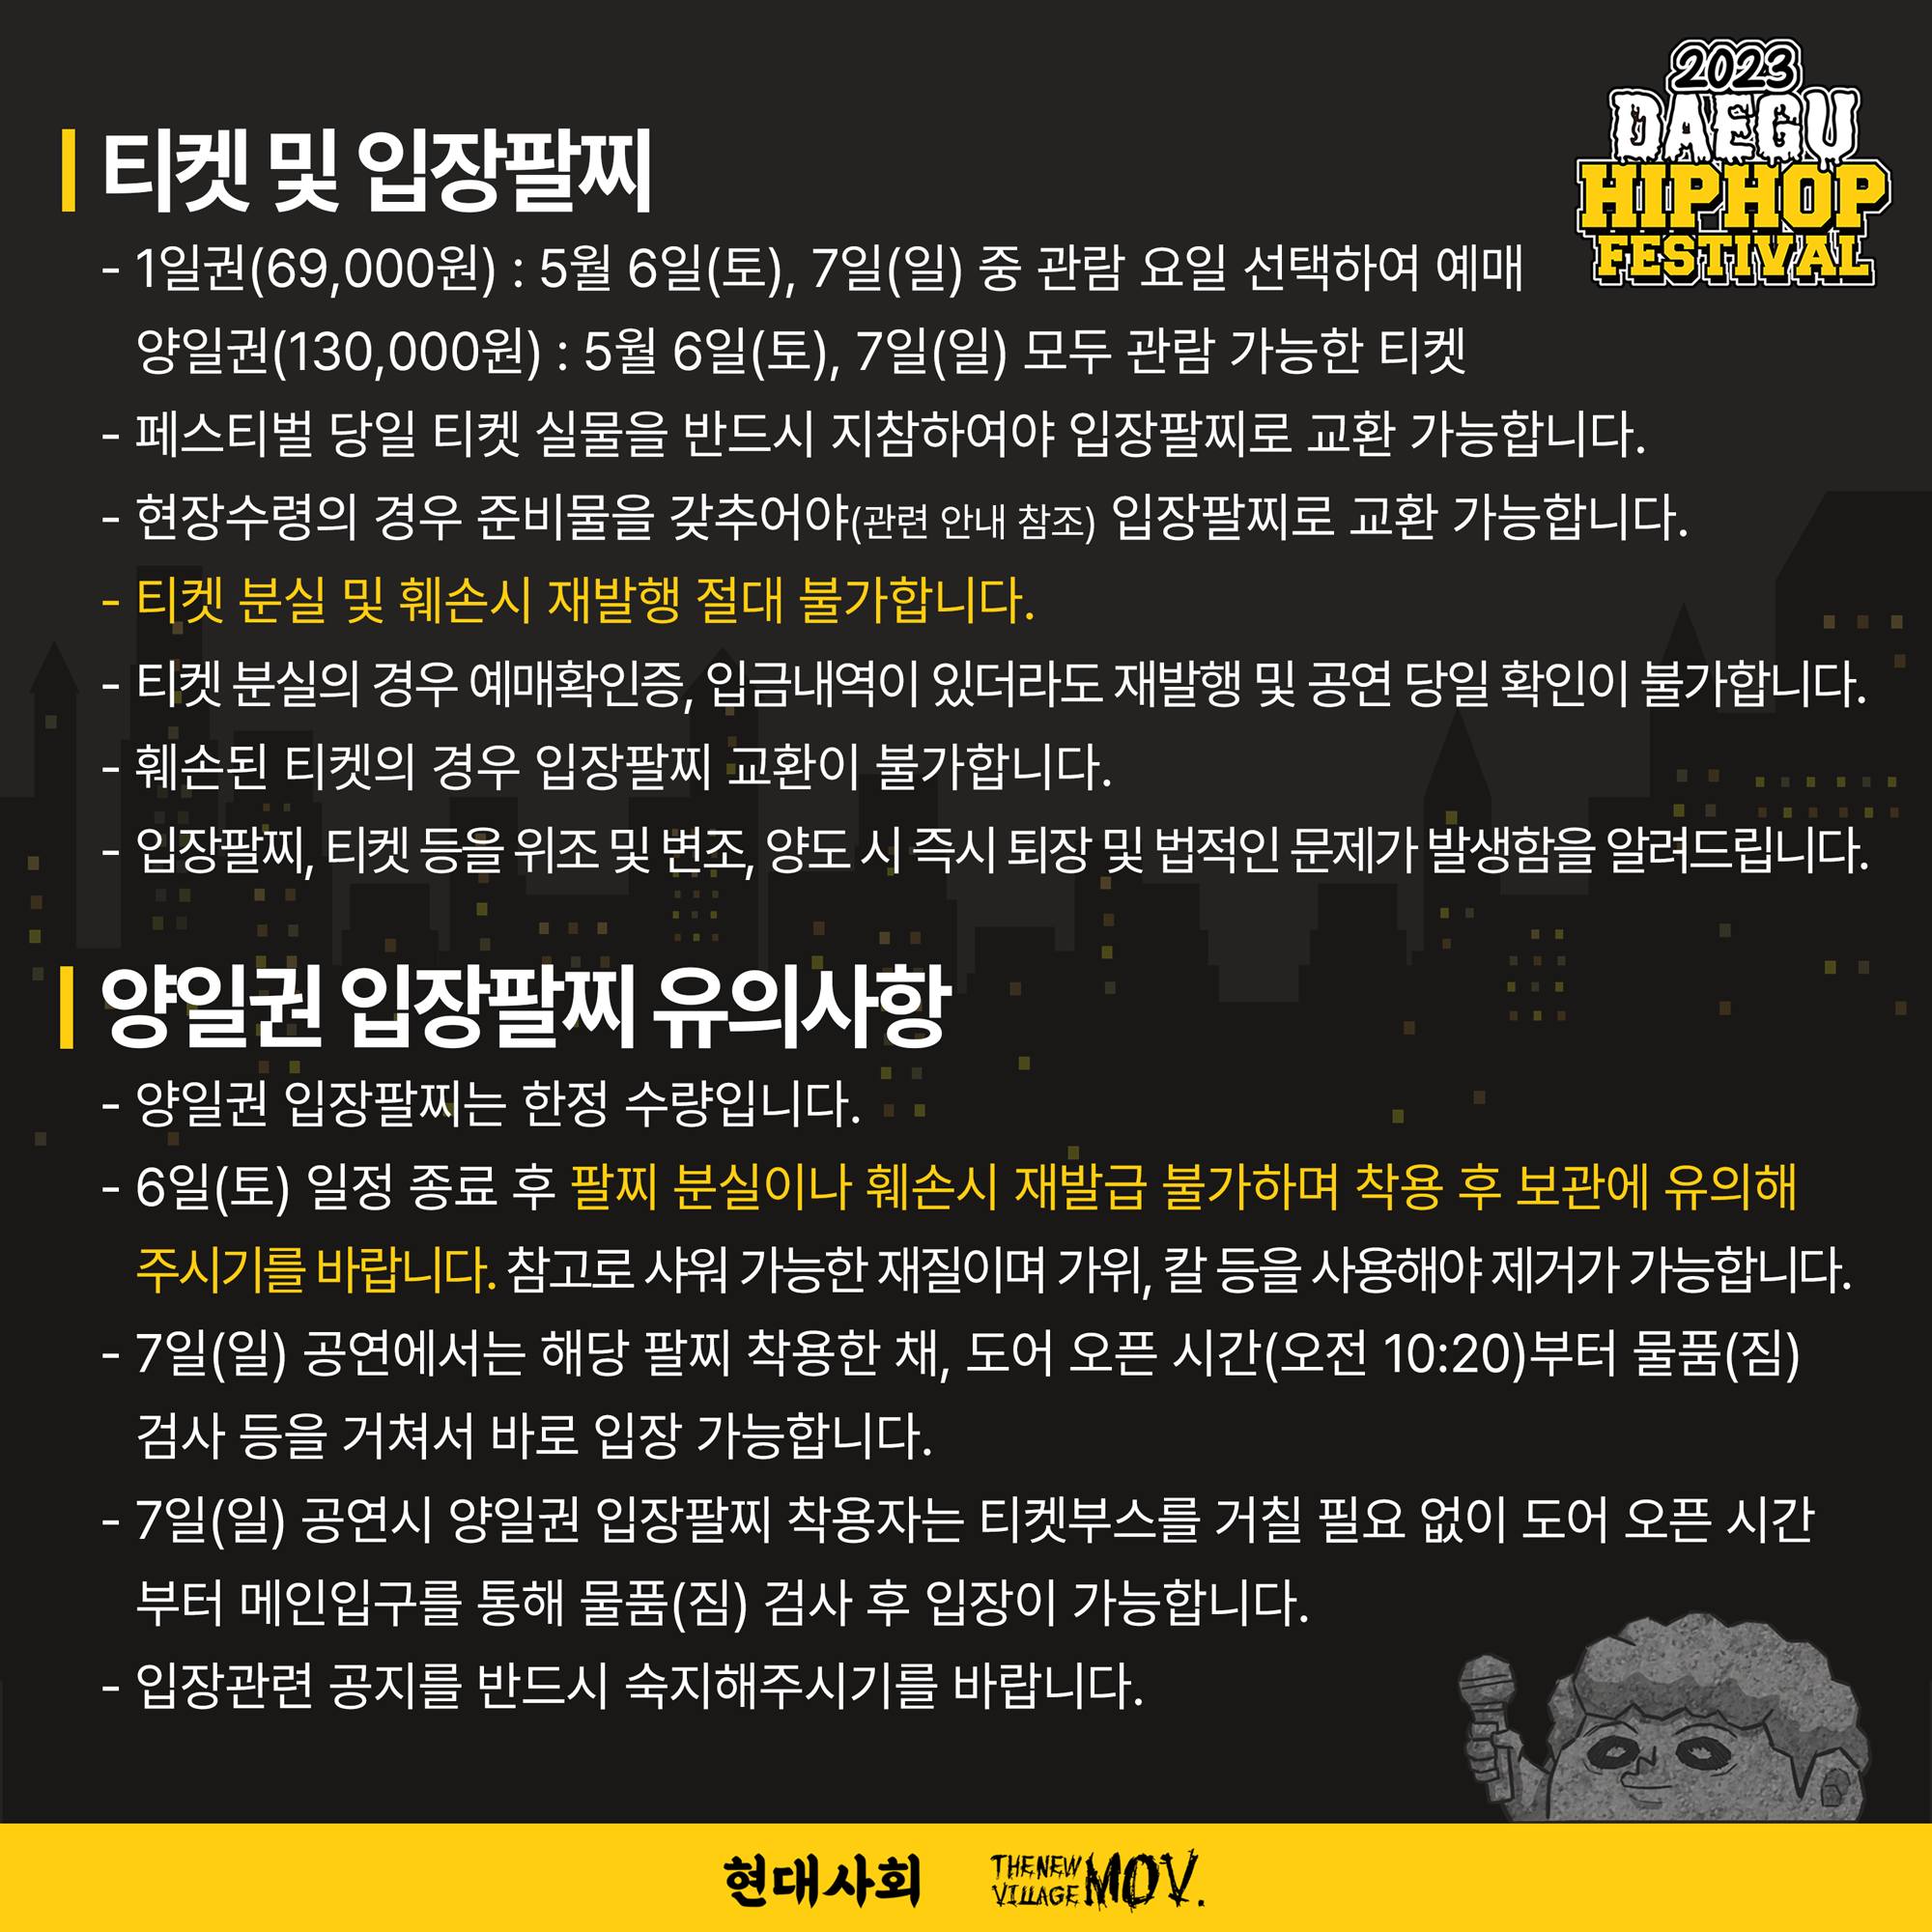 2023
DAEGU
HIPHOP
FESTIVAL
티켓 및 입장팔찌
- 1일권(69,000원) : 5월 6일(토), 7일(일) 중 관람 요일 선택하여 예매
양일권(130,000원) : 5월 6일(토), 7일(일) 모두 관람 가능한 티켓
- 페스티벌 당일 티켓 실물을 반드시 지참하여야 입장팔찌로 교환 가능합니다.
- 현장수령의 경우 준비물을 갖추어야(관련 안내 참조) 입장팔찌로 교환 가능합니다.
- 티켓 분실 및 훼손시 재발행 절대 불가합니다.
- 티켓 분실의 경우 예매확인증, 입금내역이 있더라도 재발행 및 공연 당일 확인이 불가합니다.
- 훼손된 티켓의 경우 입장팔찌 교환이 불가합니다.
- 입장팔찌, 티켓 등을 위조 및 변조, 양도 시 즉시 퇴장 및 법적인 문제가 발생함을 알려드립니다.
양일권 입장팔찌 유의사항
- 양일권 입장팔찌는 한정 수량입니다.
- 6일(토) 일정 종료 후 팔찌 분실이나 훼손시 재발급 불가하며 착용 후 보관에 유의해
주시기를 바랍니다. 참고로 샤워 가능한 재질이며 가위, 칼 등을 사용해야 제거가 가능합니다.
- 7일(일) 공연에서는 해당 팔찌 착용한 채, 도어 오픈 시간(오전 10:20)부터 물품(짐)
검사 등을 거쳐서 바로 입장 가능합니다.
- 7일(일) 공연시 양일권 입장팔찌 착용자는 티켓부스를 거칠 필요 없이 도어 오픈 시간
부터 메인입구를 통해 물품(짐) 검사 후 입장이 가능합니다.
- 입장관련 공지를 반드시 숙지해주시기를 바랍니다.
현대사회
THE NEW
VILLAGE MOV.